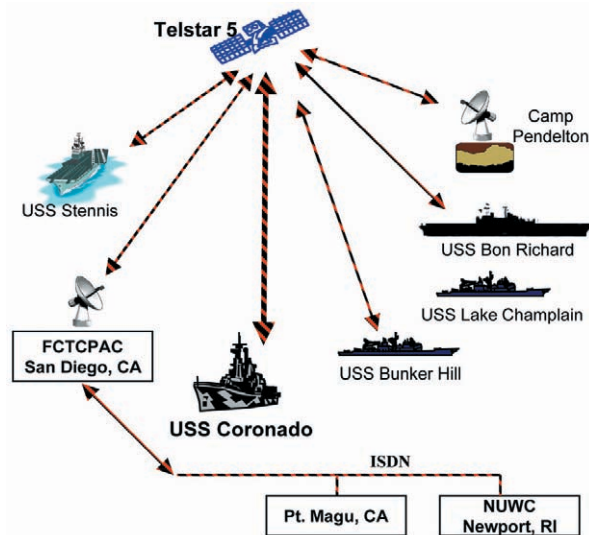 Telstar 5
Camp
Pendelton
USS Stennis
USS Bon Richard
USS Lake Champlain
FCTCPAC
San Diego, CA
USS Bunker Hill
USS Coronado
ISDN
Pt. Magu, CA
NUWC
Newport, RI